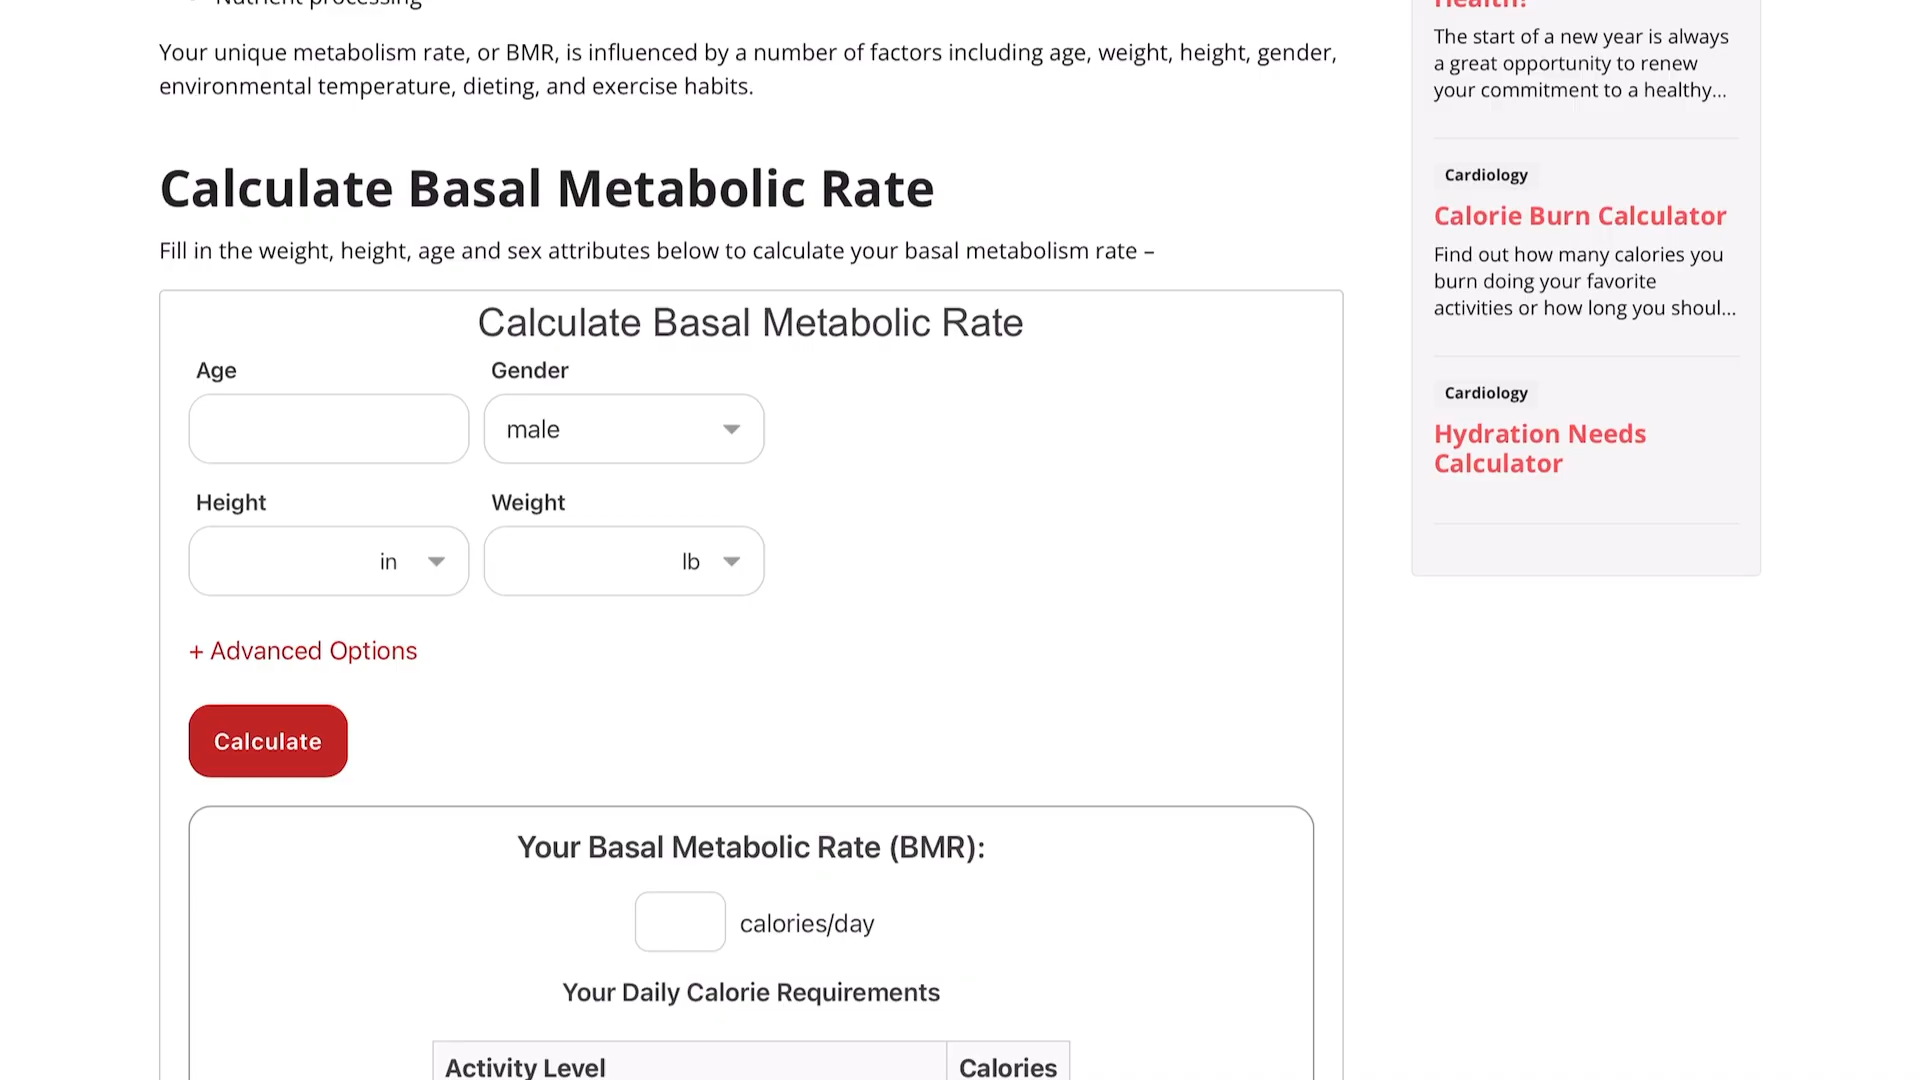 Nutrient processing
Your unique metabolism rate, or BMR, is influenced by a number of factors including age, weight, height, gender,
environmental temperature, dieting, and exercise habits.
Calculate Basal Metabolic Rate
Fill in the weight, height, age and sex attributes below to calculate your basal metabolism rate –
Calculate Basal Metabolic Rate
Age
Gender
male
Height
Weight
in
lb
+ Advanced Options
Calculate
Your Basal Metabolic Rate (BMR):
calories/day
Your Daily Calorie Requirements
Activity Level
Calories
Health?
The start of a new year is always
a great opportunity to renew
your commitment to a healthy...
Cardiology
Calorie Burn Calculator
Find out how many calories you
burn doing your favorite
activities or how long you shoul...
Cardiology
Hydration Needs
Calculator